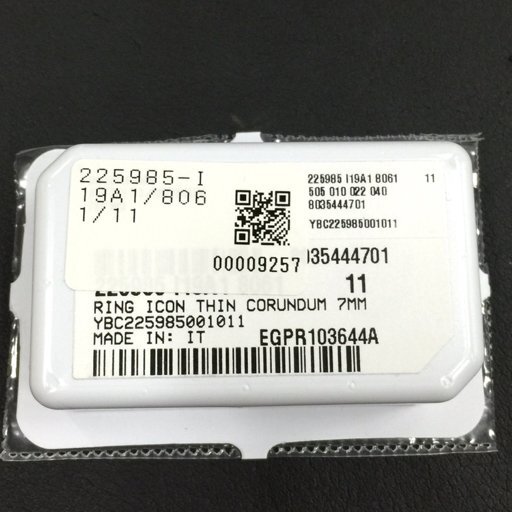 225985-I
19A1/806
1/11
00009257
225985 I19A1 8061 11
505 010 022 040
8035444701
YBC225985001011
035444701
11
RING ICON THIN CORUNDUM 7MM
YBC225985001011
MADE IN: IT EGPR103644A